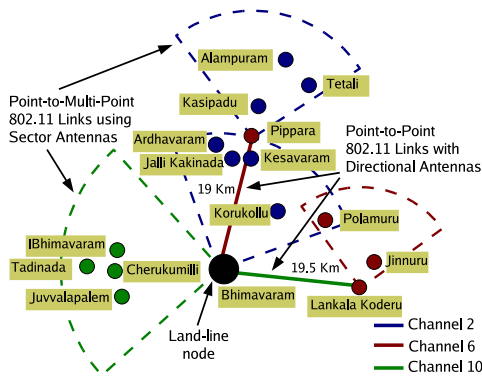 Alampuram
Tetali
Point-to-Multi-Point
802.11 Links using
Sector Antennas
Kasipadu
Pippara
Point-to-Point
802.11 Links with
Directional Antennas
Ardhavaram
Jalli Kakinada
Kesavaram
19 Km
Korukollu
Polamuru
IBhimavaram
Tadinada
Cherukumilli
Juvvalapalem
19.5 km
Jinnuru
Bhimavaram
Lankala Koderu
Land-line
node
Channel 2
Channel 6
Channel 10